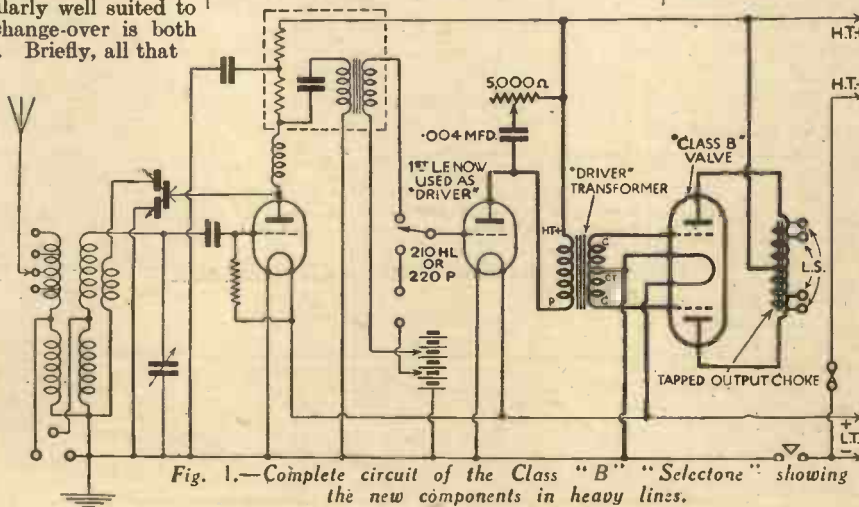 larly well suited to
change-over is both
. Briefly, all that
H.T.+
H.T.-
5,000Ω
.004 MFD.
"CLASS B"
VALVE
1ST L.F. NOW
USED AS
"DRIVER"
"DRIVER"
TRANSFORMER
HT+
G
210 HL
OR
220 P
CT
L.S.
P
G
TAPPED OUTPUT CHOKE
+
L.T.
-
Fig. 1.—Complete circuit of the Class "B" "Selectone" showing
the new components in heavy lines.